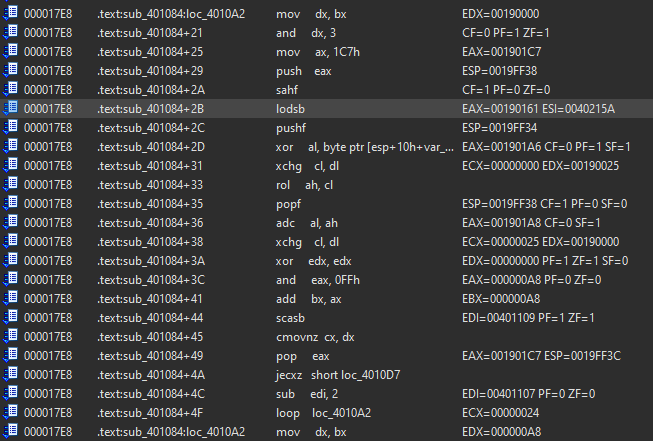 000017E8 .text:sub_401084:loc_4010A2 mov dx, bx EDX=00190000
000017E8 .text:sub_401084+21 and dx, 3 CF=0 PF=1 ZF=1
000017E8 .text:sub_401084+25 mov ax, 1C7h EAX=001901C7
000017E8 .text:sub_401084+29 push eax ESP=0019FF38
000017E8 .text:sub_401084+2A sahf CF=1 PF=0 ZF=0
000017E8 .text:sub_401084+2B lodsb EAX=00190161 ESI=0040215A
000017E8 .text:sub_401084+2C pushf ESP=0019FF34
000017E8 .text:sub_401084+2D xor al, byte ptr [esp+10h+var_... EAX=001901A6 CF=0 PF=1 SF=1
000017E8 .text:sub_401084+31 xchg cl, dl ECX=00000000 EDX=00190025
000017E8 .text:sub_401084+33 rol ah, cl
000017E8 .text:sub_401084+35 popf ESP=0019FF38 CF=1 PF=0 SF=0
000017E8 .text:sub_401084+36 adc al, ah EAX=001901A8 CF=0 SF=1
000017E8 .text:sub_401084+38 xchg cl, dl ECX=00000025 EDX=00190000
000017E8 .text:sub_401084+3A xor edx, edx EDX=00000000 PF=1 ZF=1 SF=0
000017E8 .text:sub_401084+3C and eax, 0FFh EAX=000000A8 PF=0 ZF=0
000017E8 .text:sub_401084+41 add bx, ax EBX=000000A8
000017E8 .text:sub_401084+44 scasb EDI=00401109 PF=1 ZF=1
000017E8 .text:sub_401084+45 cmovnz cx, dx
000017E8 .text:sub_401084+49 pop eax EAX=001901C7 ESP=0019FF3C
000017E8 .text:sub_401084+4A jecxz short loc_4010D7
000017E8 .text:sub_401084+4C sub edi, 2 EDI=00401107 PF=0 ZF=0
000017E8 .text:sub_401084+4F loop loc_4010A2 ECX=00000024
000017E8 .text:sub_401084:loc_4010A2 mov dx, bx EDX=000000A8